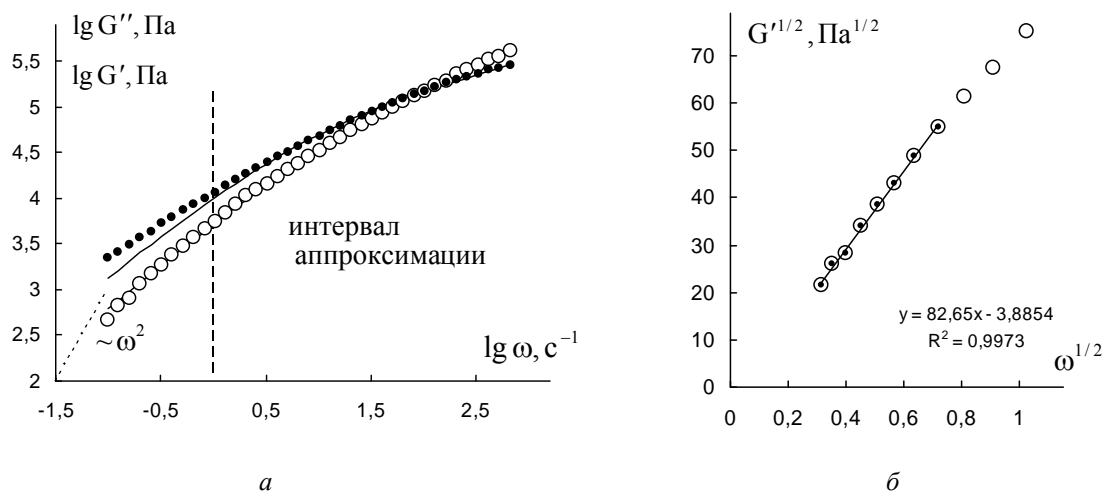 lg G′′, Па
lg G′, Па
5,5
5
4,5
4
3,5
3
2,5
2
интервал
аппроксимации
~ω²
lg ω, с⁻¹
-1,5
-0,5
0,5
1,5
2,5
а
G′^1/2, Па^1/2
70
60
50
40
30
20
10
0
y = 82,65x - 3,8854
R² = 0,9973
ω^1/2
0
0,2
0,4
0,6
0,8
1
б